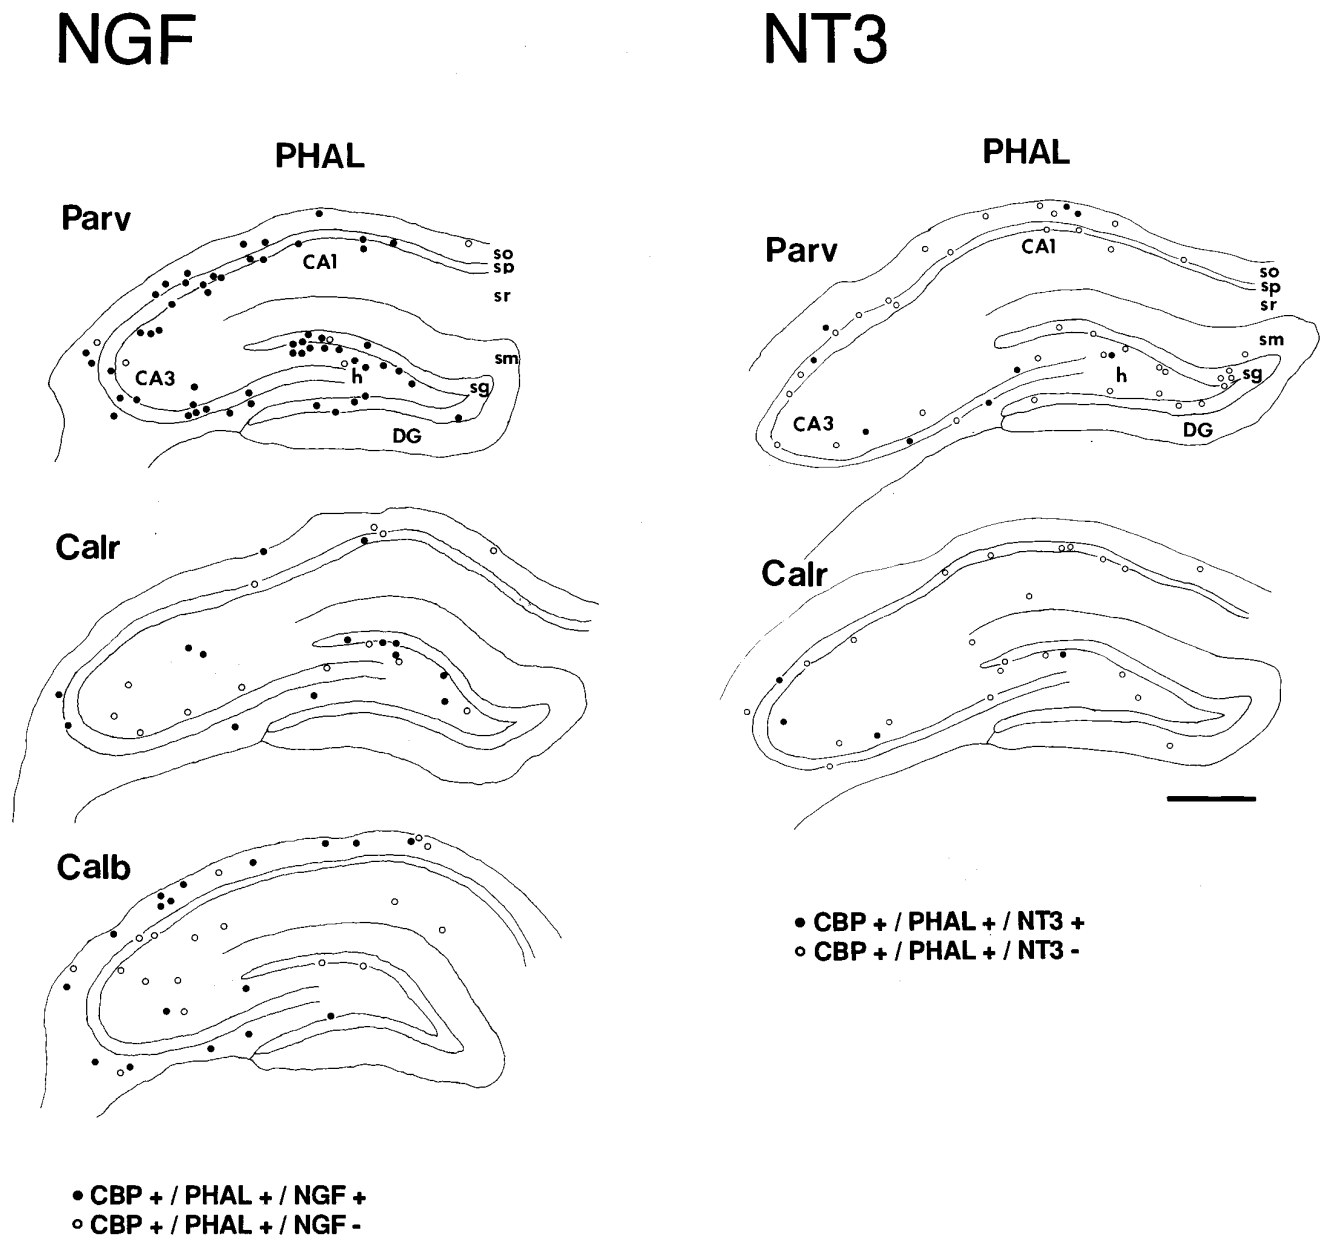 NGF
PHAL
Parv
so
sp
CA1
sr
sm
CA3
h
sg
DG
Calr
Calb
● CBP + / PHAL + / NGF +
○ CBP + / PHAL + / NGF -
NT3
PHAL
Parv
CA1
so
sp
sr
sm
h
sg
CA3
DG
Calr
● CBP + / PHAL + / NT3 +
○ CBP + / PHAL + / NT3 -